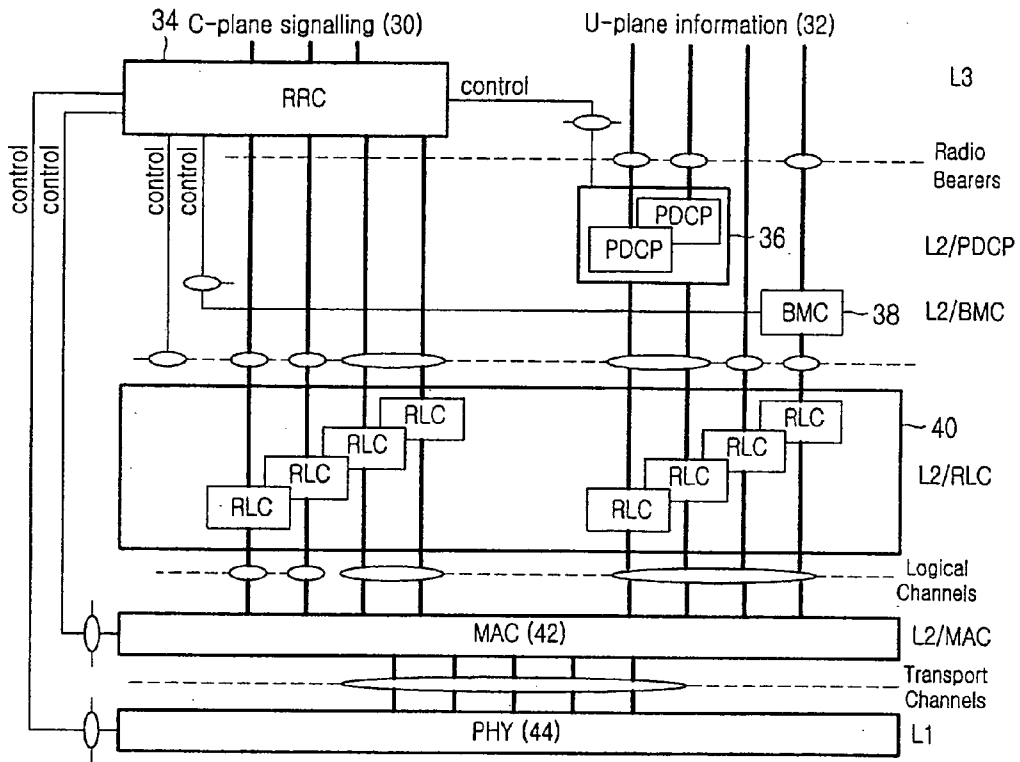 34 C-plane signalling (30) U-plane information (32)
L3
RRC
control
control
control
control
control
Radio
Bearers
PDCP
PDCP
36
L2/PDCP
BMC
38
L2/BMC
RLC
RLC
RLC
RLC
RLC
RLC
RLC
RLC
40
L2/RLC
Logical
Channels
MAC (42)
L2/MAC
Transport
Channels
PHY (44)
L1